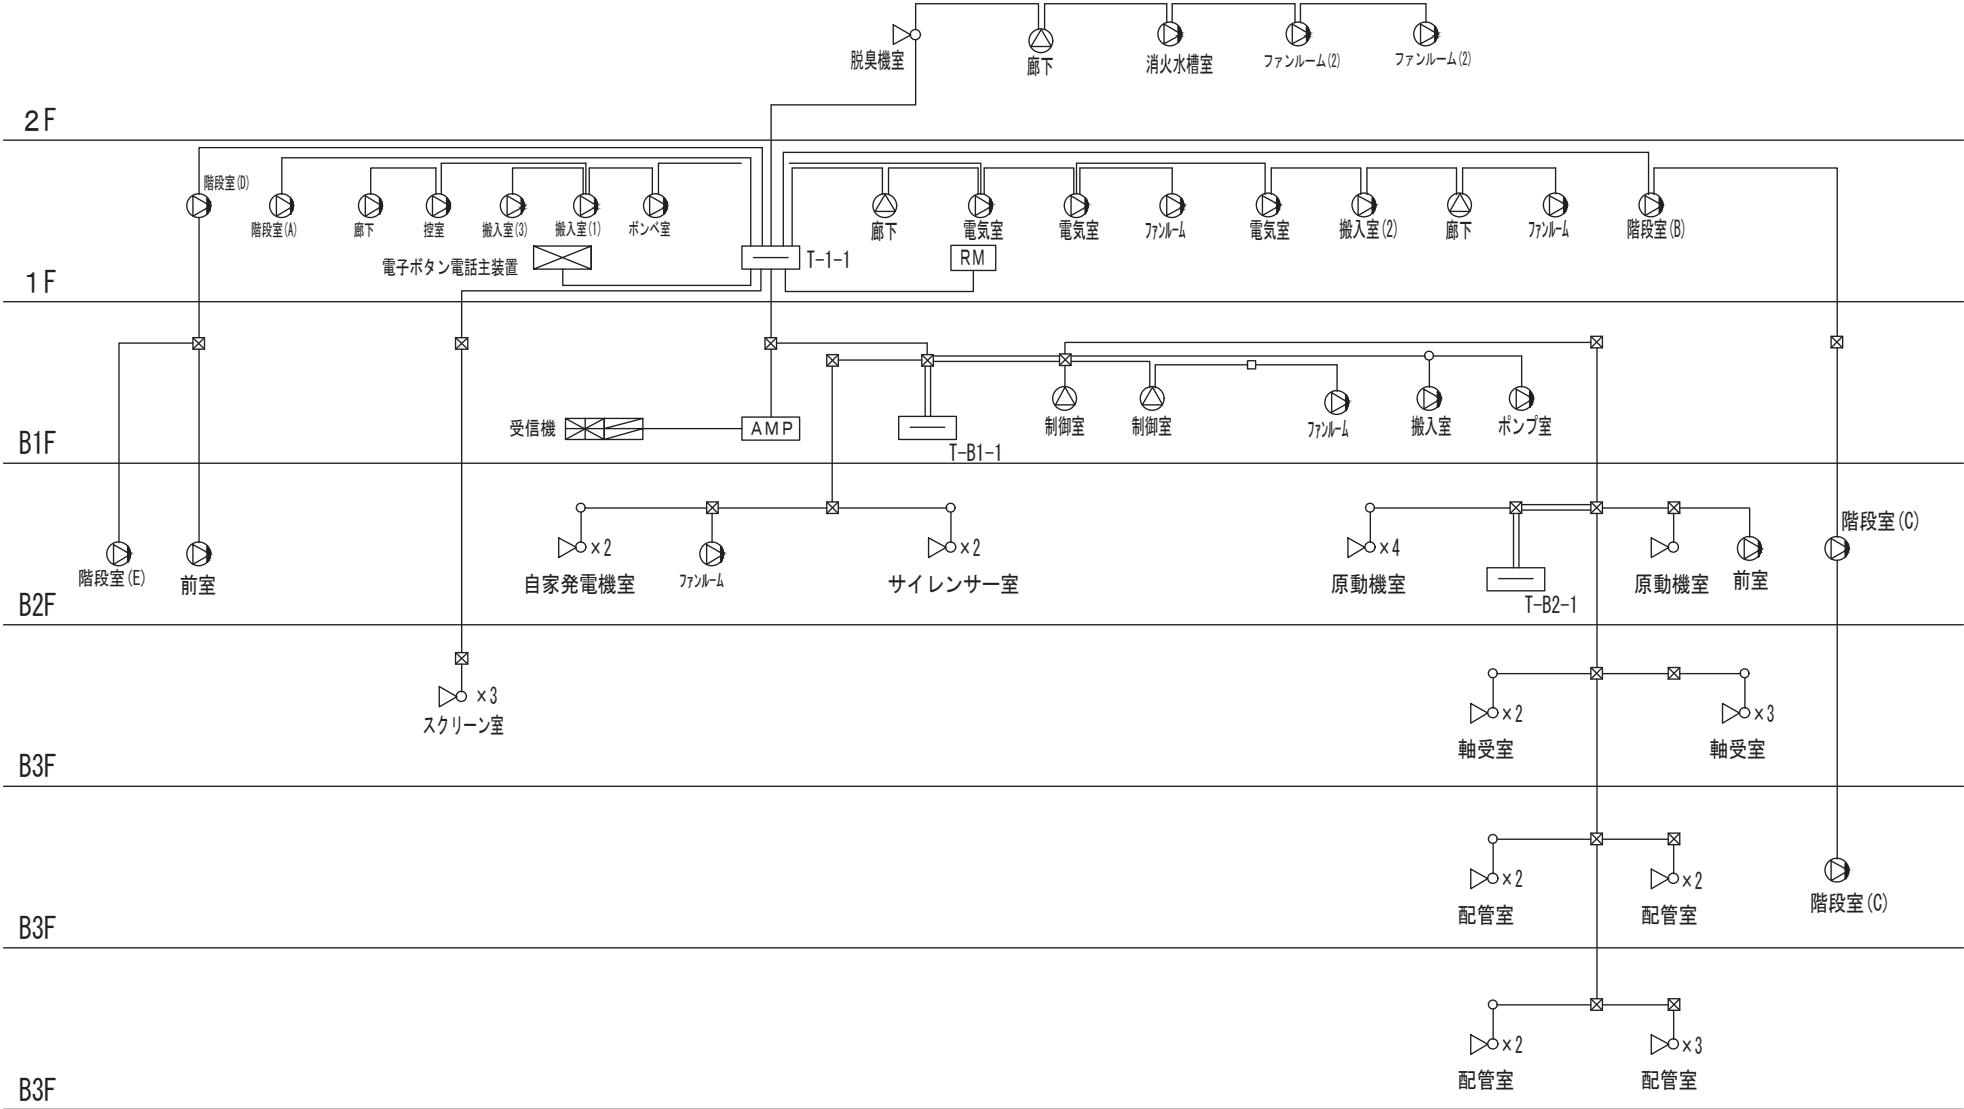 脱臭機室
廊下
消火水槽室
ファンルーム(2)
ファンルーム(2)
2F
階段室(D)
階段室(A)
廊下
控室
搬入室(3)
搬入室(1)
ボンベ室
廊下
電気室
電気室
ファンルーム
電気室
搬入室(2)
廊下
ファンルーム
階段室(B)
電子ボタン電話主装置
T-1-1
RM
1F
受信機
AMP
T-B1-1
制御室
制御室
ファンルーム
搬入室
ポンプ室
B1F
階段室(E)
前室
×2
自家発電機室
ファンルーム
×2
サイレンサー室
×4
原動機室
T-B2-1
原動機室
前室
階段室(C)
B2F
×3
スクリーン室
×2
軸受室
×3
軸受室
B3F
×2
配管室
×2
配管室
階段室(C)
B3F
×2
配管室
×3
配管室
B3F